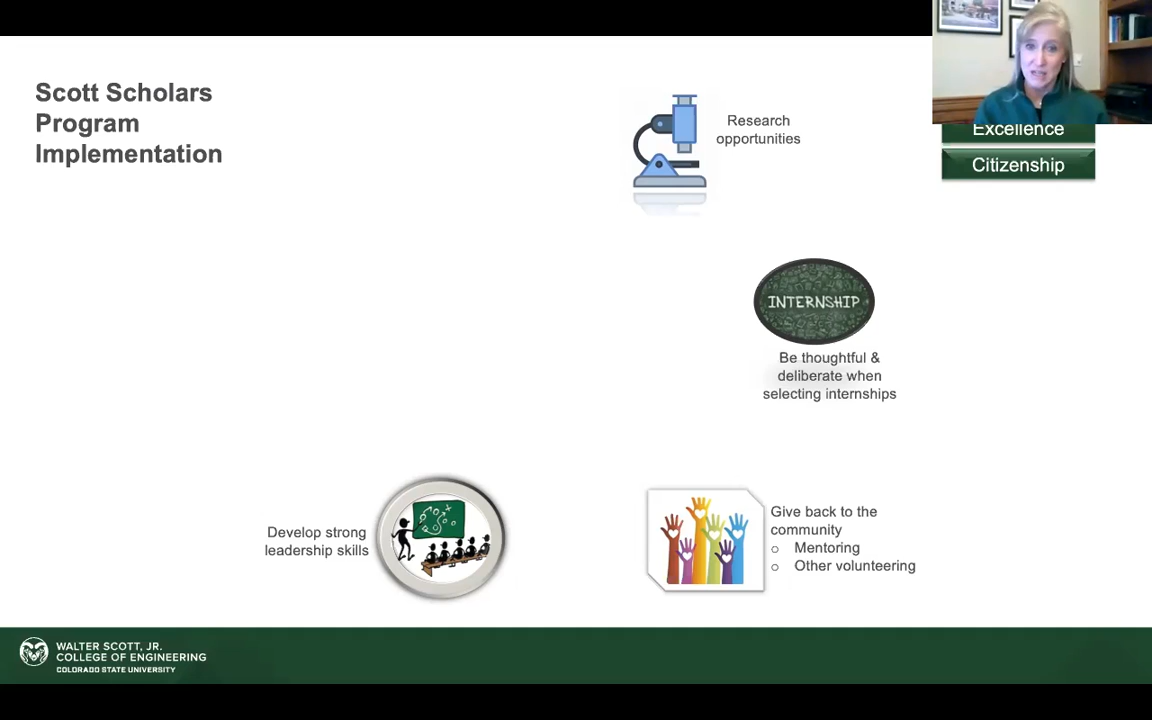 Scott Scholars
Program
Implementation
Research
opportunities
Excellence
Citizenship
INTERNSHIP
Be thoughtful &
deliberate when
selecting internships
Develop strong
leadership skills
Give back to the
community
○ Mentoring
○ Other volunteering
WALTER SCOTT, JR.
COLLEGE OF ENGINEERING
COLORADO STATE UNIVERSITY